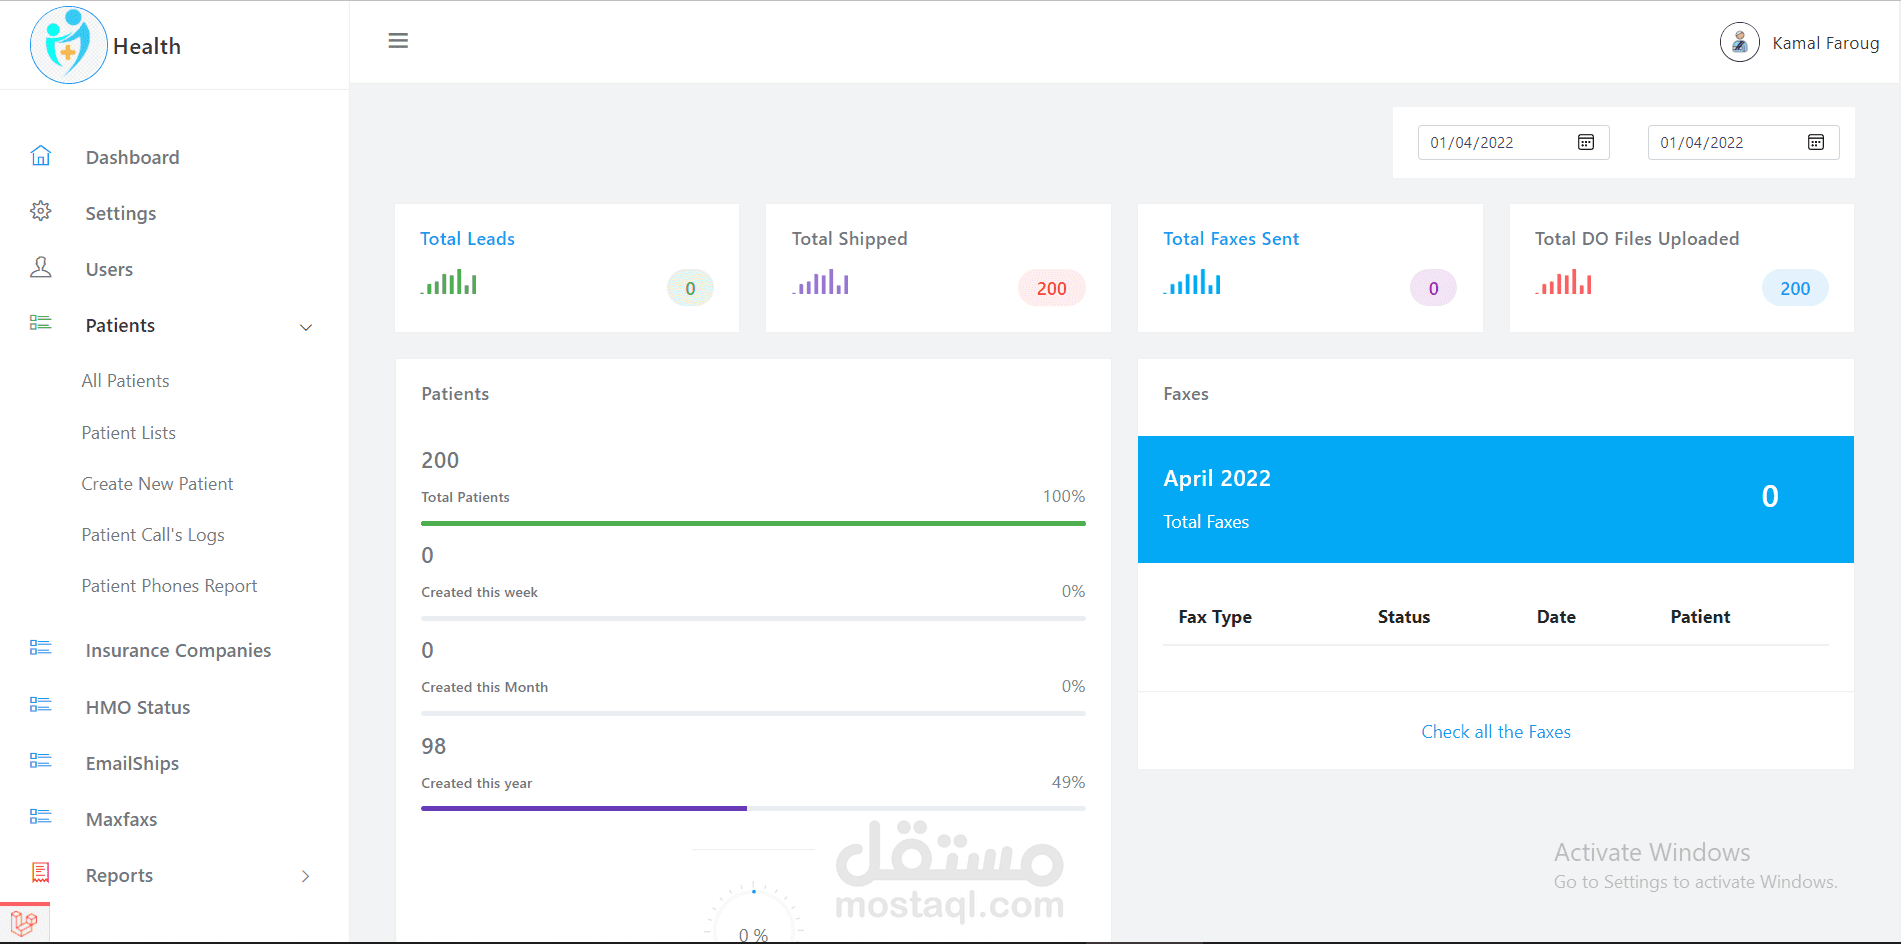 Health
Kamal Faroug
Dashboard
Settings
Users
Patients
All Patients
Patient Lists
Create New Patient
Patient Call's Logs
Patient Phones Report
Insurance Companies
HMO Status
EmailShips
Maxfaxs
Reports
01/04/2022
01/04/2022
Total Leads
0
Total Shipped
200
Total Faxes Sent
0
Total DO Files Uploaded
200
Patients
200
Total Patients
100%
0
Created this week
0%
0
Created this Month
0%
98
Created this year
49%
0 %
Faxes
April 2022
Total Faxes
0
Fax Type Status Date Patient
Check all the Faxes
مستقل
mostaql.com
Activate Windows
Go to Settings to activate Windows.